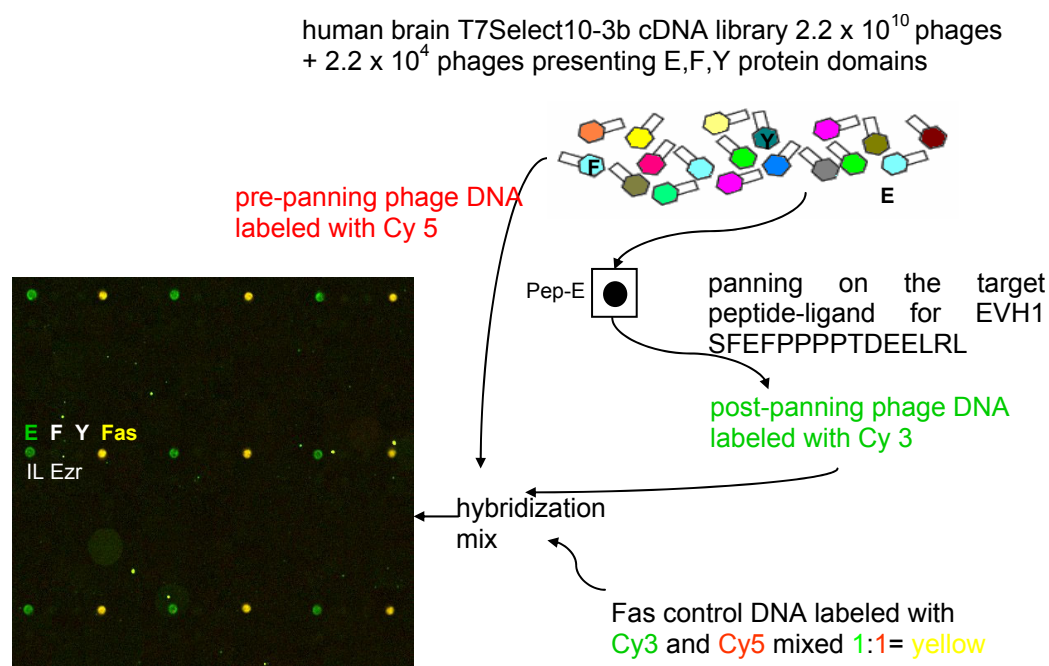 human brain T7Select10-3b cDNA library 2.2 x 10¹⁰ phages
+ 2.2 x 10⁴ phages presenting E,F,Y protein domains
Y
F
E
pre-panning phage DNA
labeled with Cy 5
Pep-E
panning on the target
peptide-ligand for EVH1
SFEFPPPPTDEELRL
post-panning phage DNA
labeled with Cy 3
E F Y Fas
IL Ezr
hybridization
mix
Fas control DNA labeled with
Cy3 and Cy5 mixed 1:1= yellow